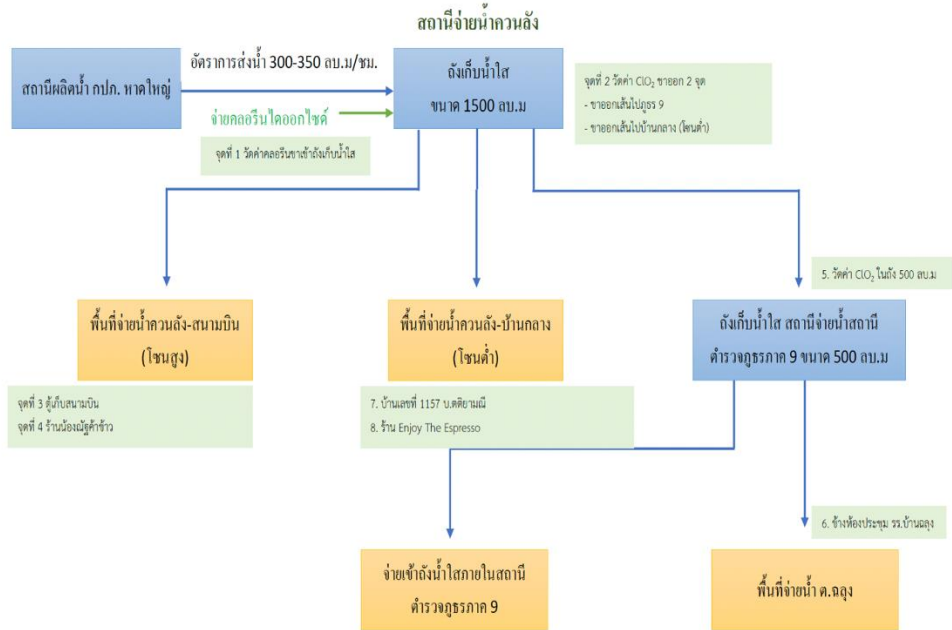 สถานีจ่ายน้ำควนลัง
สถานีผลิตน้ำ กปภ. หาดใหญ่
อัตราการส่งน้ำ 300-350 ลบ.ม/ชม.
จ่ายคลอรีนไดออกไซด์
ถังเก็บน้ำใส
ขนาด 1500 ลบ.ม
จุดที่ 2 วัดค่า ClO₂ ขาออก 2 จุด
- ขาออกเส้นไปภูธร 9
- ขาออกเส้นไปบ้านกลาง (โซนต่ำ)
จุดที่ 1 วัดค่าคลอรีนขาเข้าถังเก็บน้ำใส
5. วัดค่า ClO₂ ในถัง 500 ลบ.ม
พื้นที่จ่ายน้ำควนลัง-สนามบิน
(โซนสูง)
พื้นที่จ่ายน้ำควนลัง-บ้านกลาง
(โซนต่ำ)
ถังเก็บน้ำใส สถานีจ่ายน้ำสถานี
ตำรวจภูธรภาค 9 ขนาด 500 ลบ.ม
จุดที่ 3 ตู้เก็บสนามบิน
จุดที่ 4 ร้านน้องณัฐค้าข้าว
7. บ้านเลขที่ 1157 บ.ตติยามณี
8. ร้าน Enjoy The Espresso
6. ข้างห้องประชุม รร.บ้านฉลุง
จ่ายเข้าถังน้ำใสภายในสถานี
ตำรวจภูธรภาค 9
พื้นที่จ่ายน้ำ ต.ฉลุง